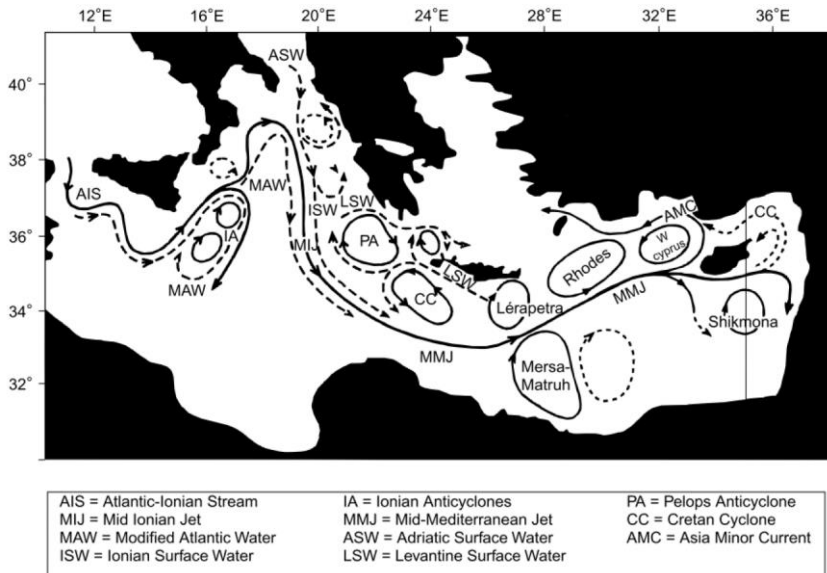 12° 16° 20° 24° 28° 32° 36°
40°
38°
36°
34°
32°
ASW
AIS
MAW
IA
MAW
ISW
LSW
MIJ
PA
LSW
CC
MMJ
Lérapetra
Mersa-
Matruh
Rhodes
W
cyprus
AMC
CC
MMJ
Shikmona
AIS = Atlantic-Ionian Stream
MIJ = Mid Ionian Jet
MAW = Modified Atlantic Water
ISW = Ionian Surface Water
IA = Ionian Anticyclones
MMJ = Mid-Mediterranean Jet
ASW = Adriatic Surface Water
LSW = Levantine Surface Water
PA = Pelops Anticyclone
CC = Cretan Cyclone
AMC = Asia Minor Current